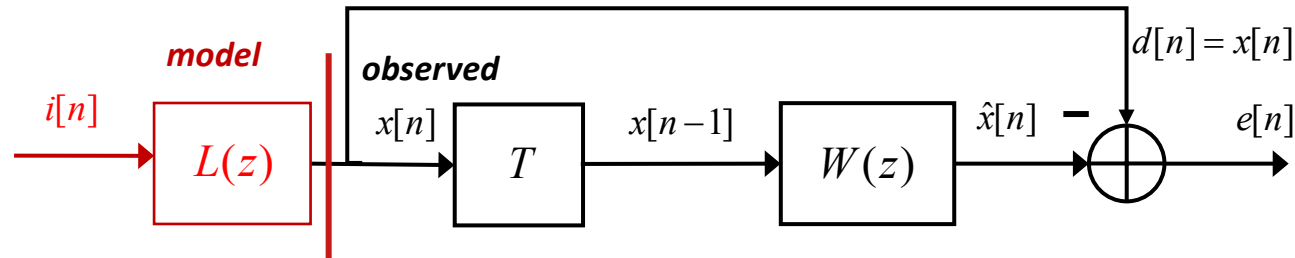 model
observed
d[n] = x[n]
i[n]
L(z)
x[n]
T
x[n−1]
W(z)
x̂[n]
−
e[n]